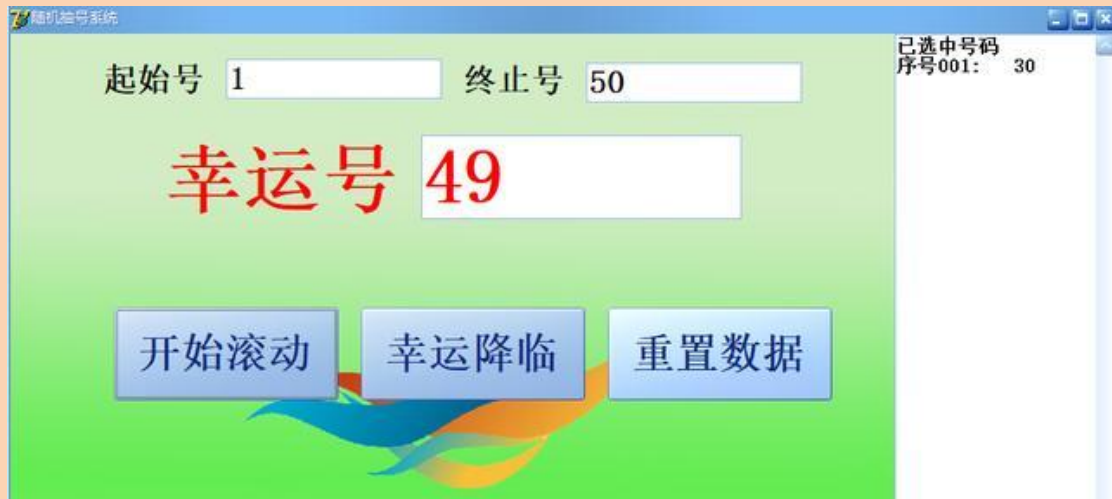 随机抽号系统
起始号 1 终止号 50
幸运号 49
开始滚动 幸运降临 重置数据
已选中号码
序号001: 30